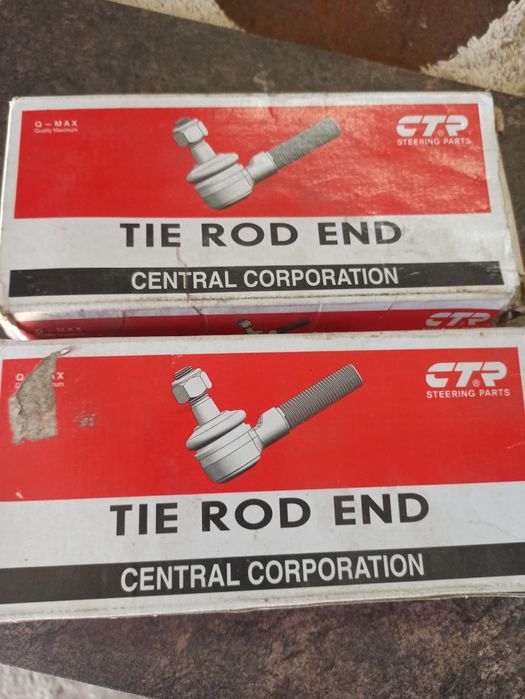 Q-MAX
Quality Maximum
CTR®
STEERING PARTS
TIE ROD END
CENTRAL CORPORATION
Q-MAX
CTR
CTR®
STEERING PARTS
TIE ROD END
CENTRAL CORPORATION